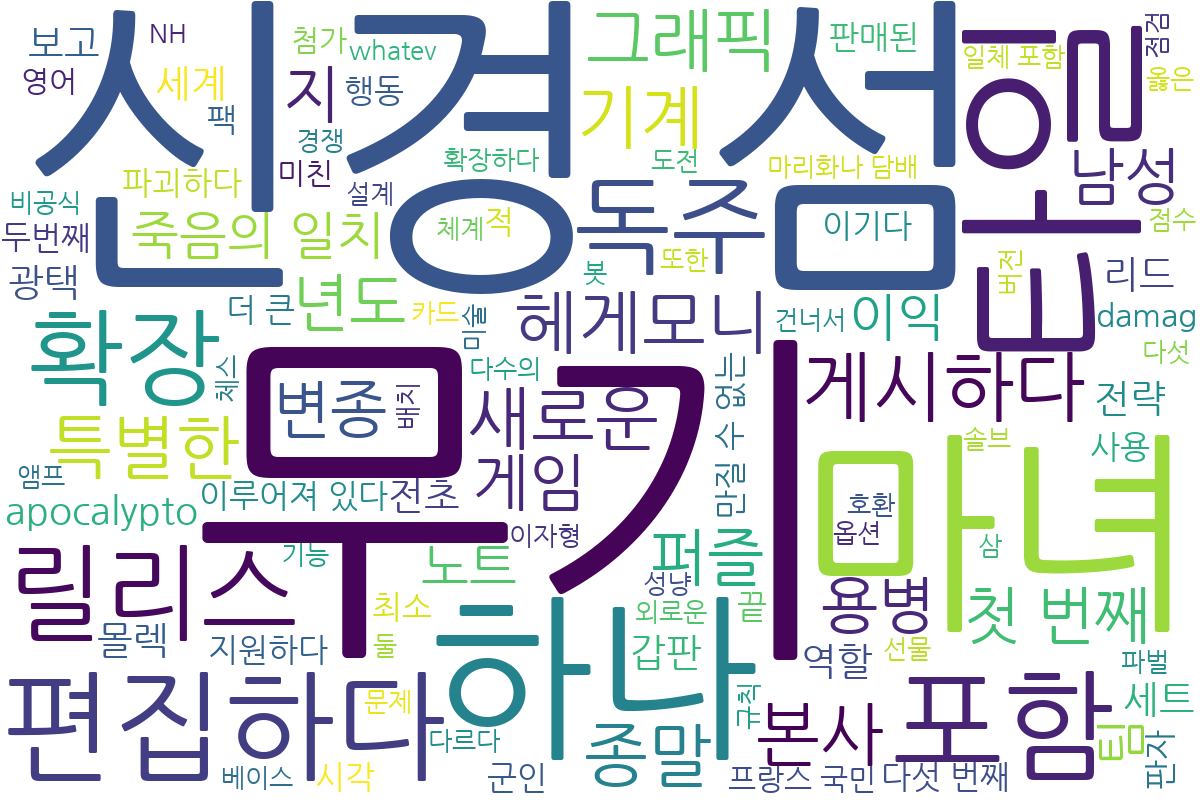 신경섬
보고
NH
영어
세계
팩
첨가
whatev
지
행동
경쟁
미친
설계
그래픽
기계
판매된
일체 포함
점검
옳은
확장하다
도전
마리화나 담배
토일
남성
비공식
파괴하다
두번째
죽음의 일치
체계
적
독주
이기다
점수
또한
버전
리드
광택
더 큰
년도
카드
미술
헤게모니
봇
건너서
이익
damag
다섯
확장
체스
변종
배치
다수의
새로운
만질 수 없는
게시하다
전략
특별한
앰프
이루어져 있다
전초
게임
무기
마녀
솔브
사용
apocalypto
이자형
호환
옵션
삼
릴리스
기능
노트
퍼즐
성냥
용병
첫 번째
최소
둘
외로운
끝
몰렉
지원하다
하나
갑판
역할
선물
파벌
편집하다
문제
규칙
본사
포함
세트
팀
판자
다르다
종말
베이스
시각
군인
프랑스 국민
다섯 번째